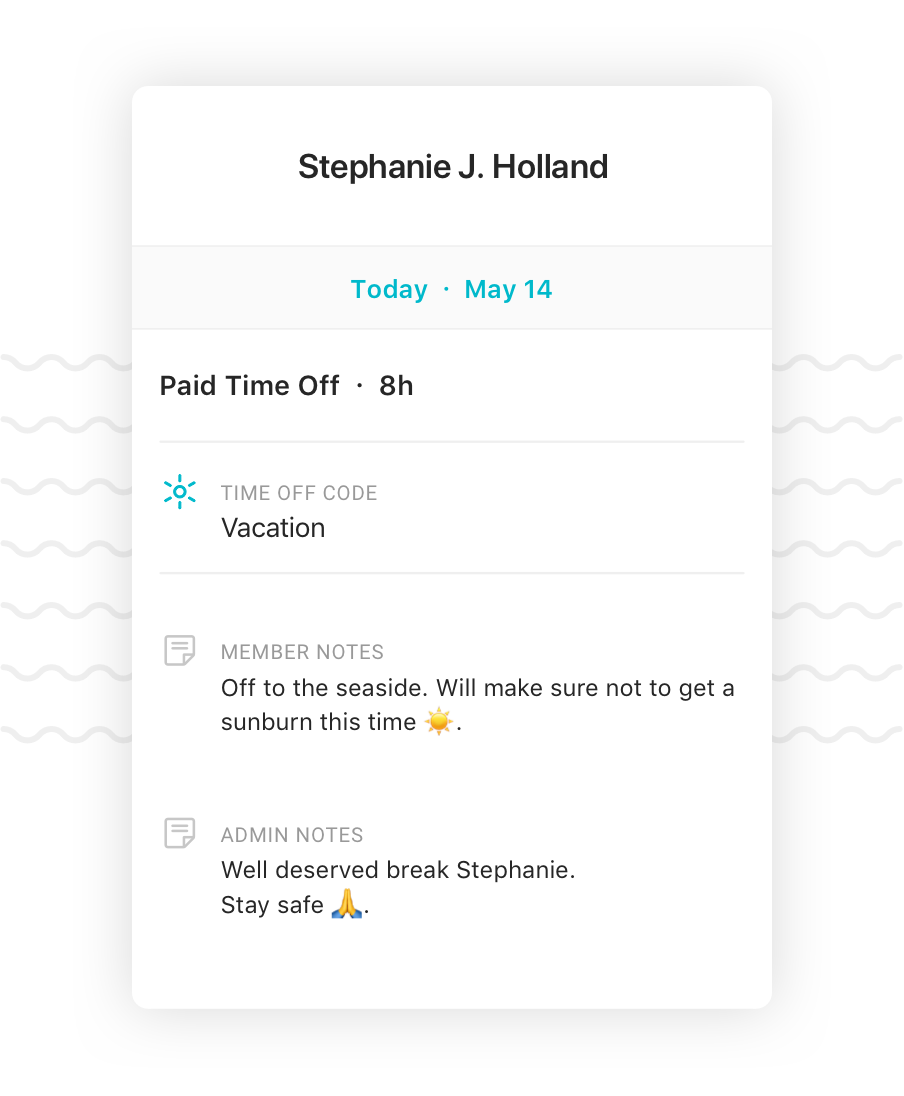 Stephanie J. Holland
Today · May 14
Paid Time Off · 8h
TIME OFF CODE
Vacation
MEMBER NOTES
Off to the seaside. Will make sure not to get a
sunburn this time ☀️.
ADMIN NOTES
Well deserved break Stephanie.
Stay safe 🙏.